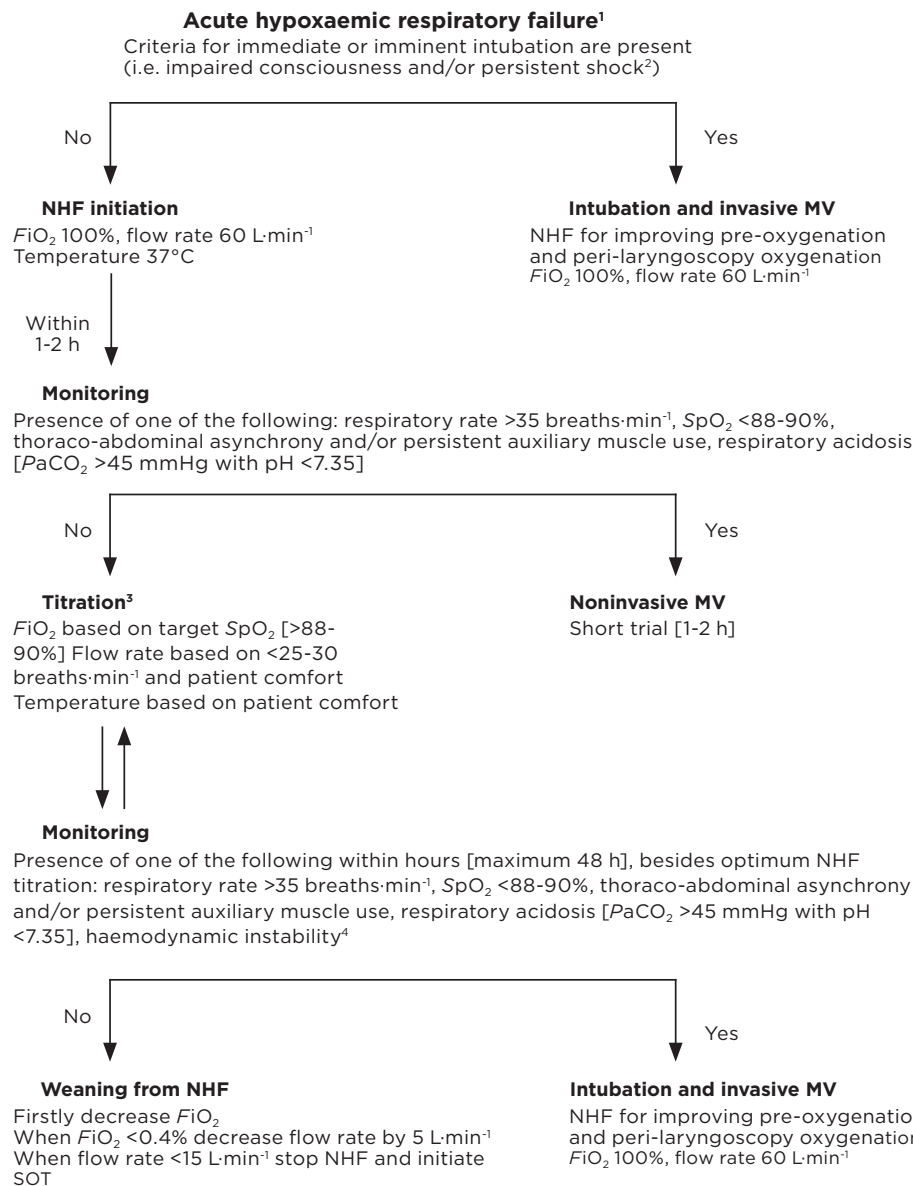 Acute hypoxaemic respiratory failure¹
Criteria for immediate or imminent intubation are present
(i.e. impaired consciousness and/or persistent shock²)
No
Yes
NHF initiation
FiO₂ 100%, flow rate 60 L·min⁻¹
Temperature 37°C
Intubation and invasive MV
NHF for improving pre-oxygenation
and peri-laryngoscopy oxygenation
FiO₂ 100%, flow rate 60 L·min⁻¹
Within
1-2 h
Monitoring
Presence of one of the following: respiratory rate >35 breaths·min⁻¹, SpO₂ <88-90%,
thoraco-abdominal asynchrony and/or persistent auxiliary muscle use, respiratory acidosis
[PaCO₂ >45 mmHg with pH <7.35]
No
Yes
Titration³
FiO₂ based on target SpO₂ [>88-
90%] Flow rate based on <25-30
breaths·min⁻¹ and patient comfort
Temperature based on patient comfort
Noninvasive MV
Short trial [1-2 h]
Monitoring
Presence of one of the following within hours [maximum 48 h], besides optimum NHF
titration: respiratory rate >35 breaths·min⁻¹, SpO₂ <88-90%, thoraco-abdominal asynchrony
and/or persistent auxiliary muscle use, respiratory acidosis [PaCO₂ >45 mmHg with pH
<7.35], haemodynamic instability⁴
No
Yes
Weaning from NHF
Firstly decrease FiO₂
When FiO₂ <0.4% decrease flow rate by 5 L·min⁻¹
When flow rate <15 L·min⁻¹ stop NHF and initiate
SOT
Intubation and invasive MV
NHF for improving pre-oxygenatio
and peri-laryngoscopy oxygenation
FiO₂ 100%, flow rate 60 L·min⁻¹